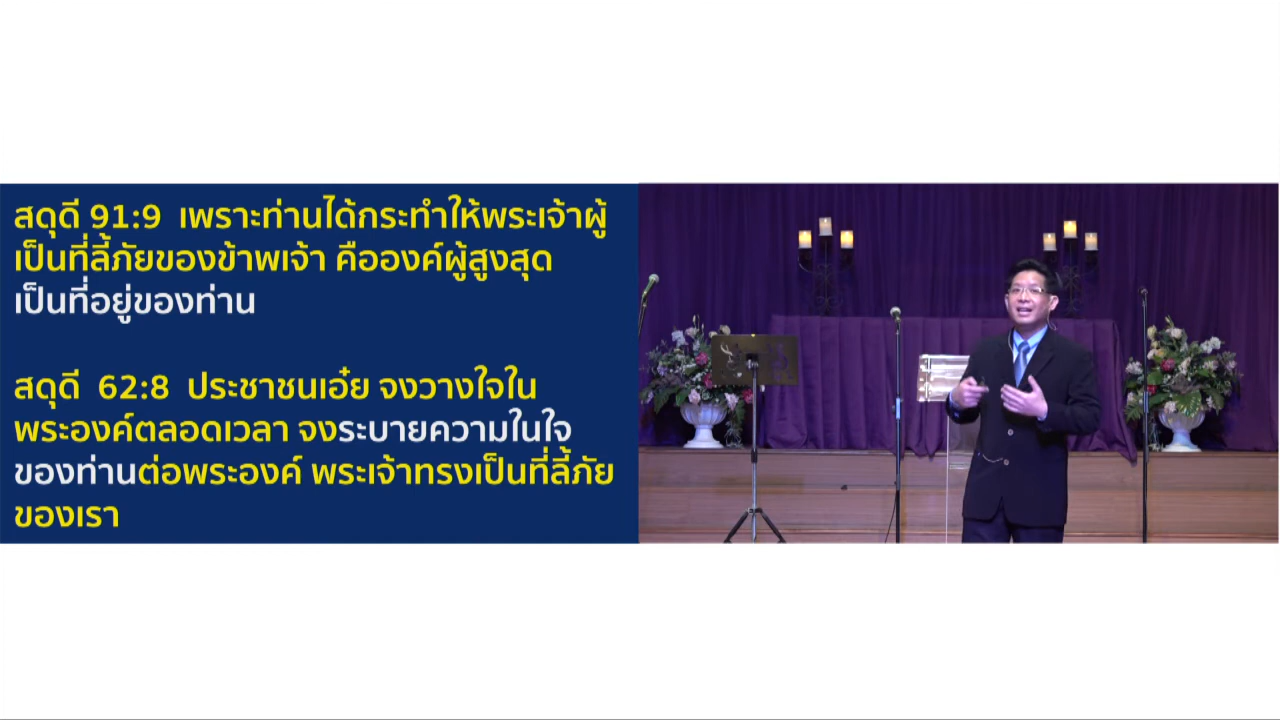 สดุดี 91:9 เพราะท่านได้กระทำให้พระเจ้าผู้
เป็นที่ลี้ภัยของข้าพเจ้า คือองค์ผู้สูงสุด
เป็นที่อยู่ของท่าน
สดุดี 62:8 ประชาชนเอ๋ย จงวางใจใน
พระองค์ตลอดเวลา จงระบายความในใจ
ของท่านต่อพระองค์ พระเจ้าทรงเป็นที่ลี้ภัย
ของเรา